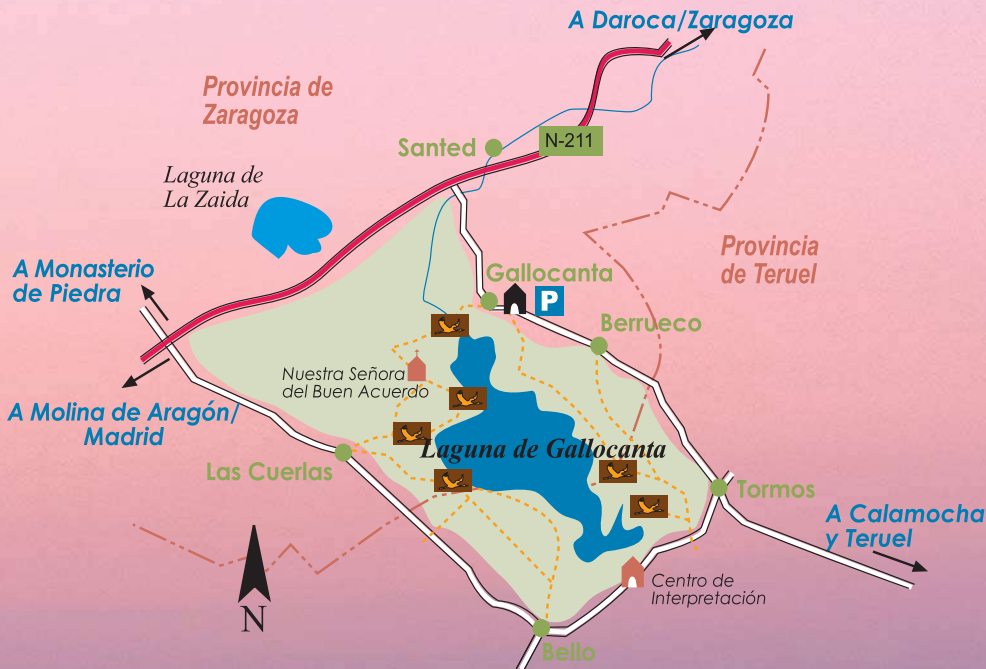 A Daroca/Zaragoza
Provincia de
Zaragoza
N-211
Santed
Laguna de
La Zaida
Provincia
de Teruel
A Monasterio
de Piedra
Gallocanta
P
Berrueco
Nuestra Señora
del Buen Acuerdo
A Molina de Aragón/
Madrid
Laguna de Gallocanta
Las Cuerlas
Tormos
A Calamocha
y Teruel
Centro de
Interpretación
N
Bello